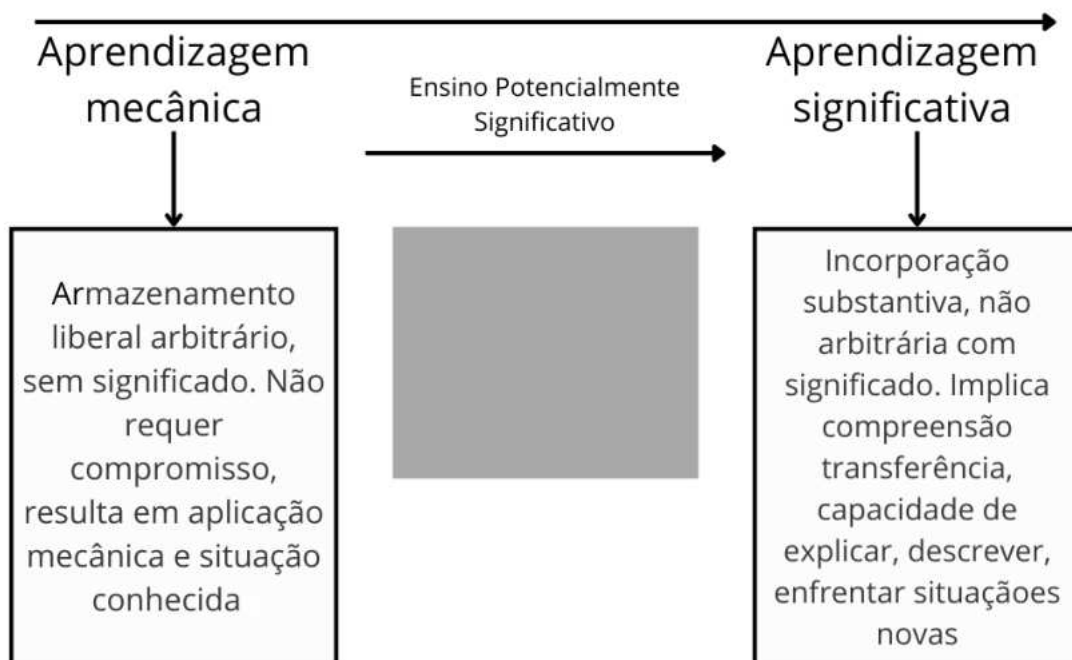 Aprendizagem
mecânica
Ensino Potencialmente
Significativo
Aprendizagem
significativa
Armazenamento
liberal arbitrário,
sem significado. Não
requer
compromisso,
resulta em aplicação
mecânica e situação
conhecida
Incorporação
substantiva, não
arbitrária com
significado. Implica
compreensão
transferência,
capacidade de
explicar, descrever,
enfrentar situaçãoes
novas